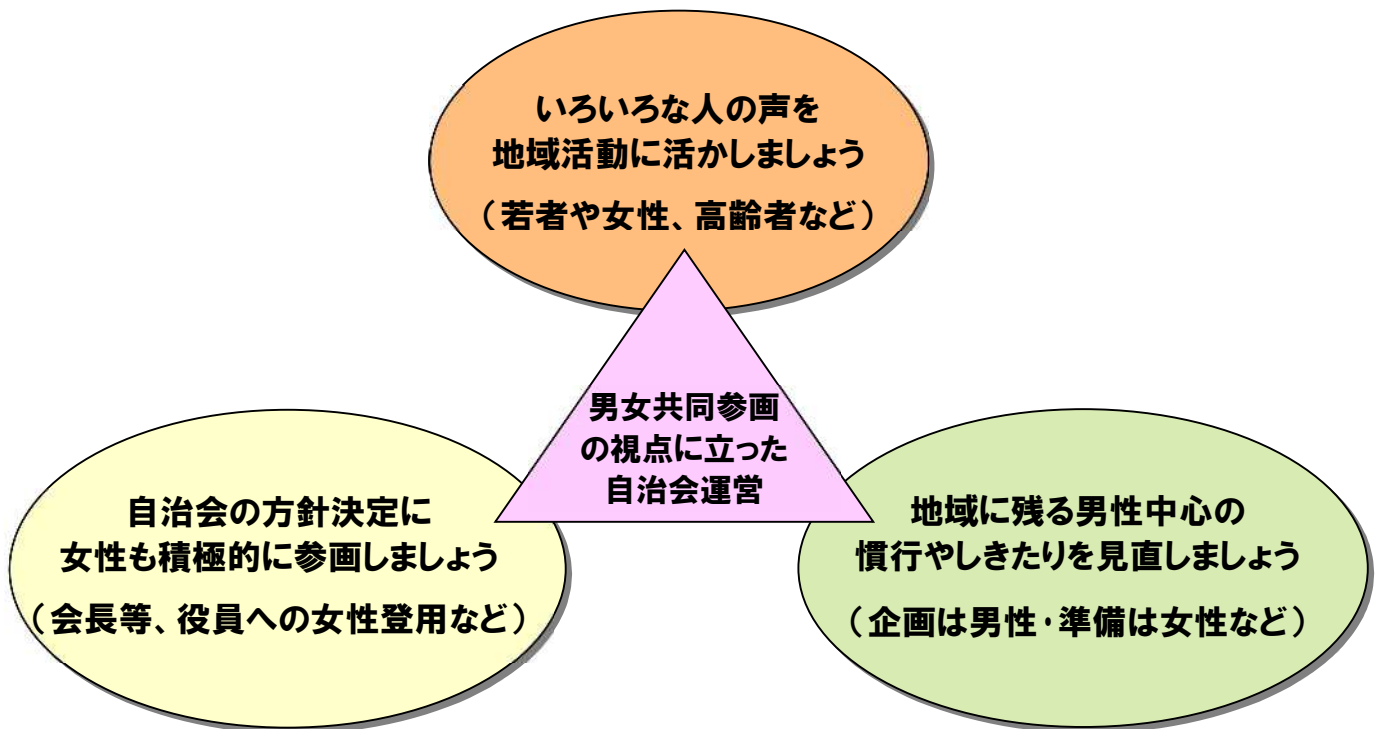 いろいろな人の声を
地域活動に活かしましょう
（若者や女性、高齢者など）
男女共同参画
の視点に立った
自治会運営
自治会の方針決定に
女性も積極的に参画しましょう
（会長等、役員への女性登用など）
地域に残る男性中心の
慣行やしきたりを見直しましょう
（企画は男性・準備は女性など）